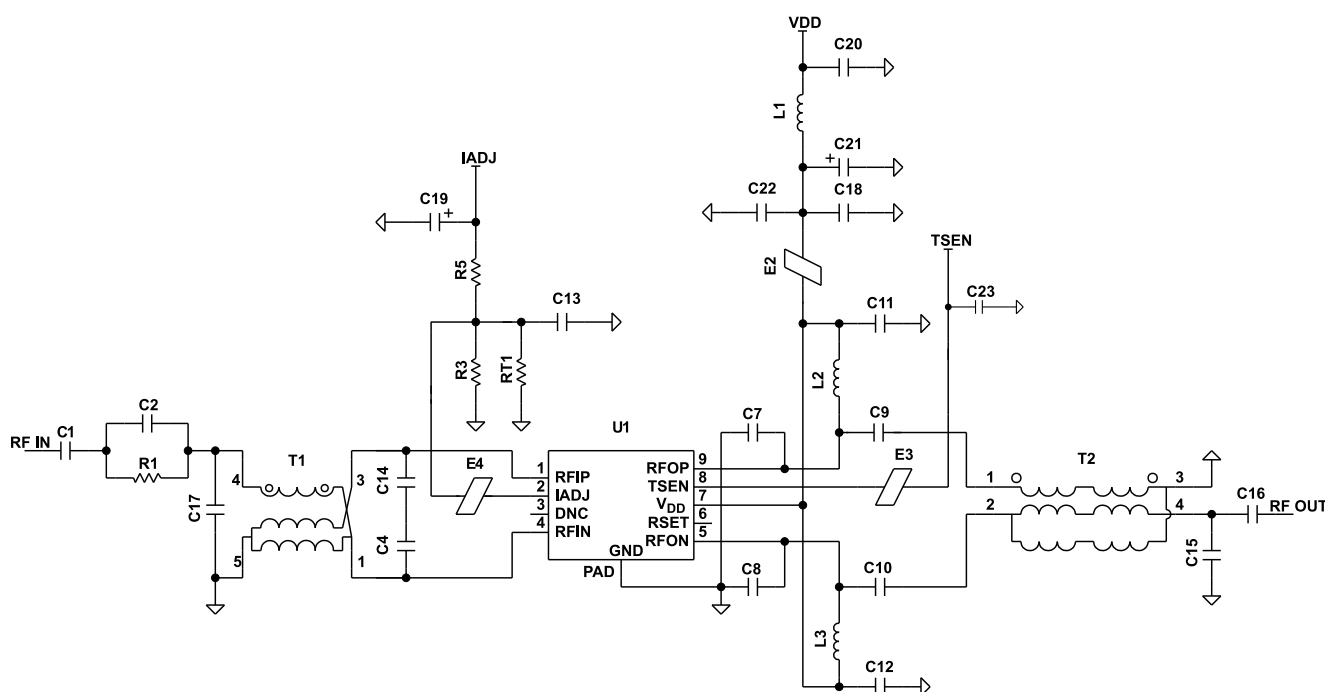 VDD
C20
L1
C21
+
IADJ
C22
C18
C19
+
TSEN
E2
R5
C23
C13
C11
R3
RT1
L2
C2
C7
C9
RF IN
C1
U1
R1
T1
E4
9
RFOP
E3
T2
4
3
C14
1
RFIP
TSEN
8
1
3
2
IADJ
VDD
7
C17
3
DNC
RSET
6
2
4
C16
RF OUT
4
RFIN
RFON
5
C4
GND
C15
5
1
PAD
C8
C10
L3
C12